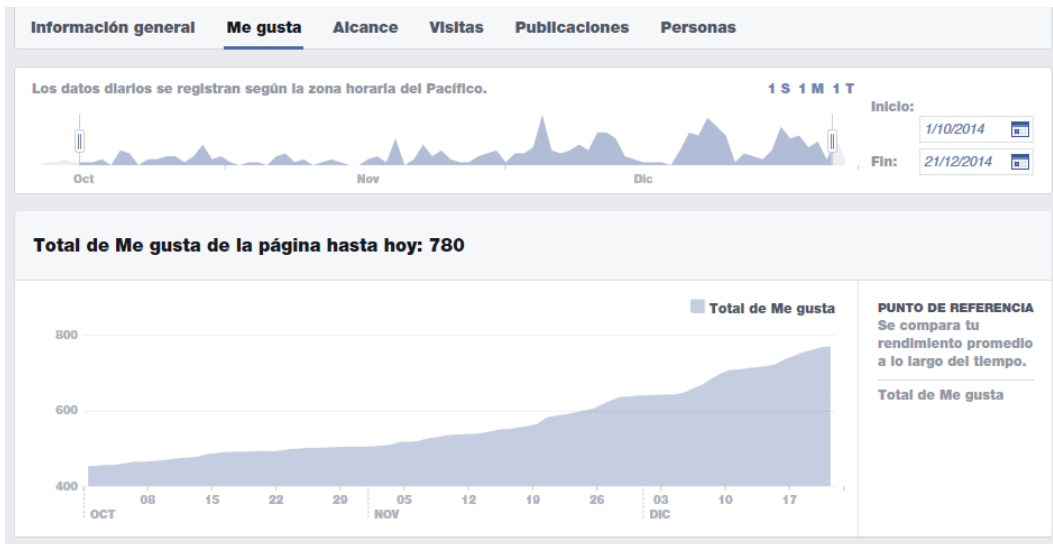 Información general Me gusta Alcance Visitas Publicaciones Personas
Los datos diarios se registran según la zona horaria del Pacífico.
1 S 1 M 1 T
Inicio:
1/10/2014
Fin: 21/12/2014
Oct Nov Dic
Total de Me gusta de la página hasta hoy: 780
Total de Me gusta
800
600
400
08 15 22 29 05 12 19 26 03 10 17
OCT NOV DIC
PUNTO DE REFERENCIA
Se compara tu
rendimiento promedio
a lo largo del tiempo.
Total de Me gusta